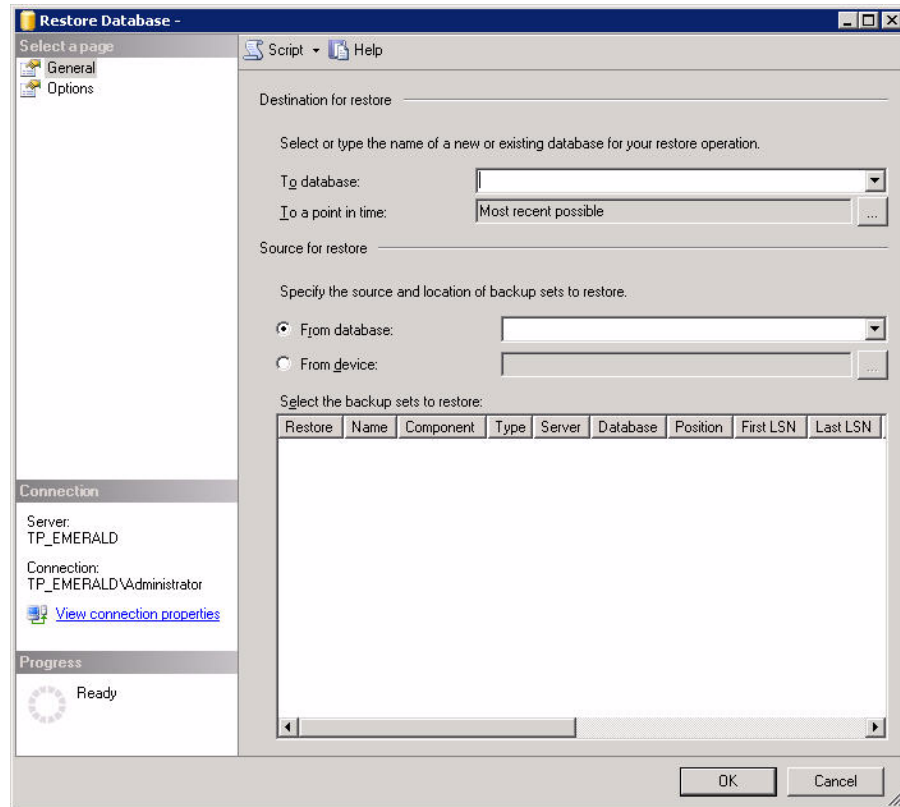 Restore Database -
Select a page
General
Options
Script Help
Destination for restore
Select or type the name of a new or existing database for your restore operation.
To database:
To a point in time: Most recent possible ...
Source for restore
Specify the source and location of backup sets to restore.
From database:
From device: ...
Select the backup sets to restore:
Restore Name Component Type Server Database Position First LSN Last LSN
Connection
Server:
TP_EMERALD
Connection:
TP_EMERALD\Administrator
View connection properties
Progress
Ready
OK Cancel